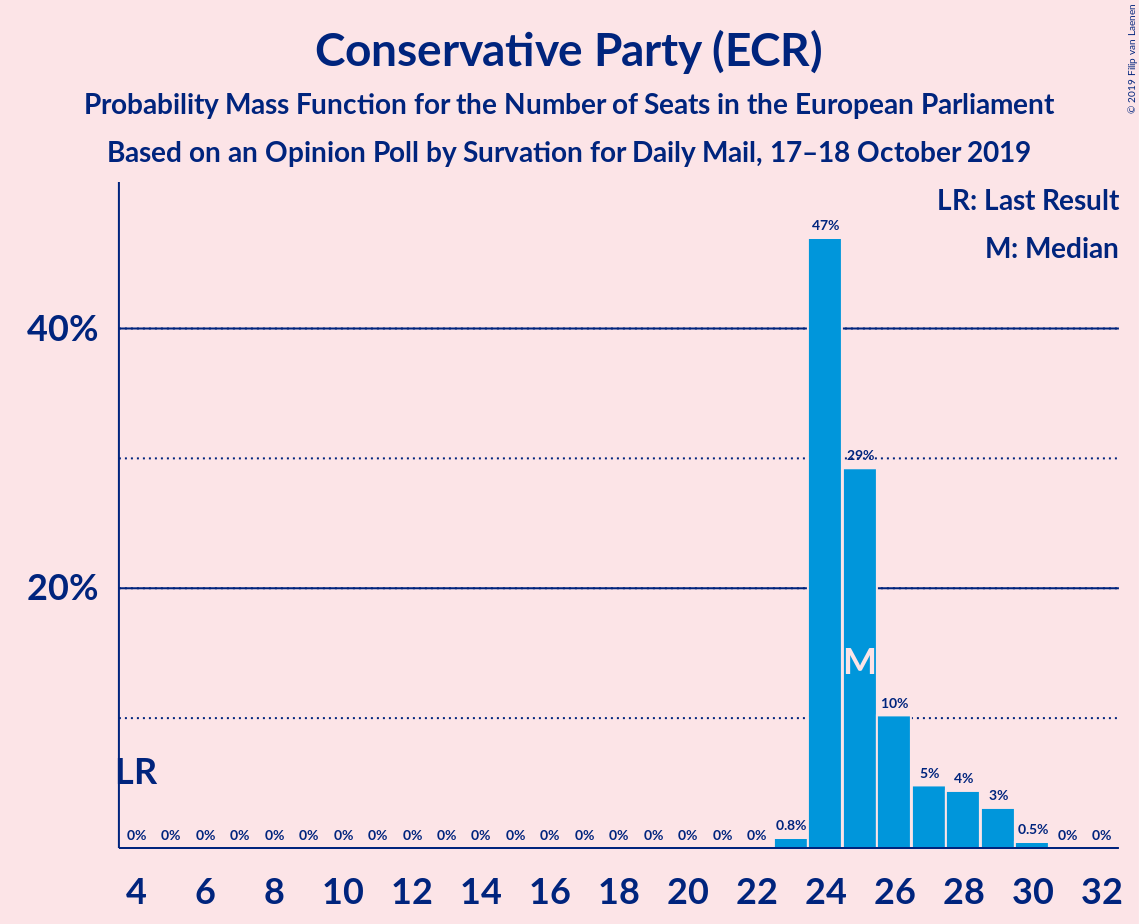 Conservative Party (ECR)
Probability Mass Function for the Number of Seats in the European Parliament
Based on an Opinion Poll by Survation for Daily Mail, 17–18 October 2019
© 2019 Filip van Laenen
LR: Last Result
M: Median
47%
40%
29%
20%
M
10%
LR
5%
4%
3%
0% 0% 0% 0% 0% 0% 0% 0% 0% 0% 0% 0% 0% 0% 0% 0% 0% 0% 0% 0.8% 0.5% 0% 0%
4 6 8 10 12 14 16 18 20 22 24 26 28 30 32